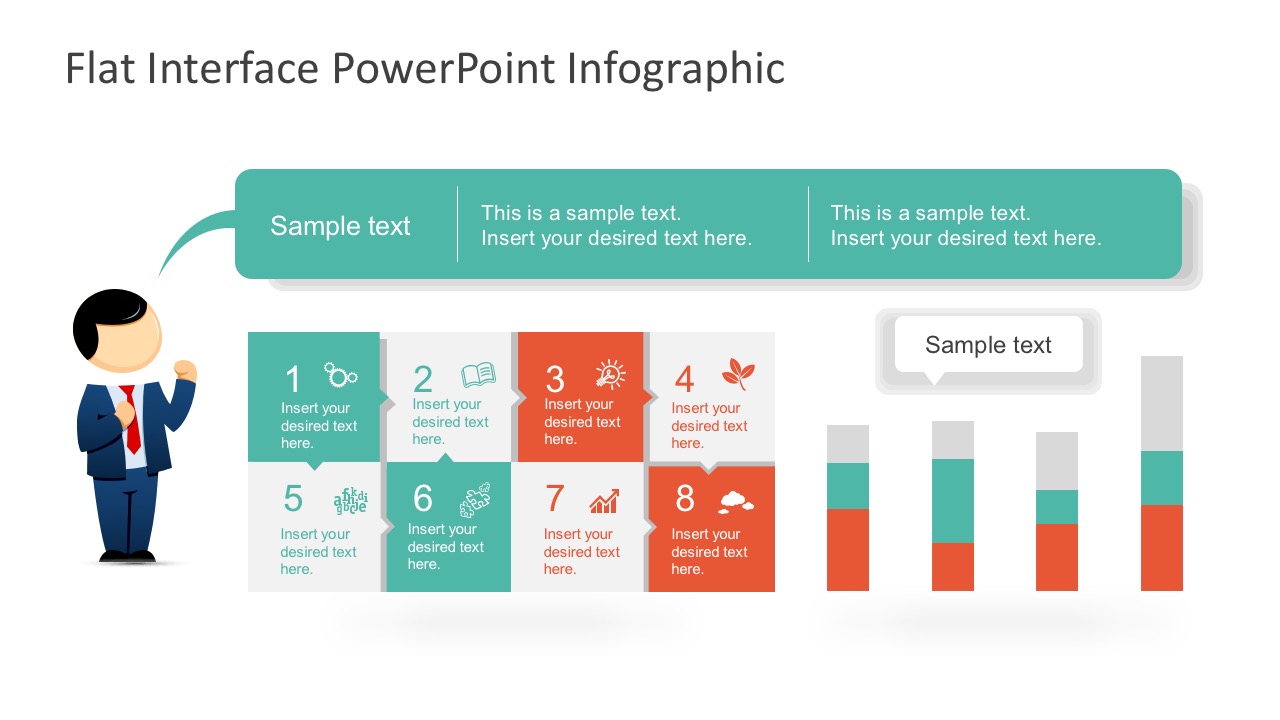 Flat Interface PowerPoint Infographic
Sample text
This is a sample text.
Insert your desired text here.
This is a sample text.
Insert your desired text here.
Sample text
1
Insert your
desired text
here.
2
Insert your
desired text
here.
3
Insert your
desired text
here.
4
Insert your
desired text
here.
5
Insert your
desired text
here.
6
Insert your
desired text
here.
7
Insert your
desired text
here.
8
Insert your
desired text
here.